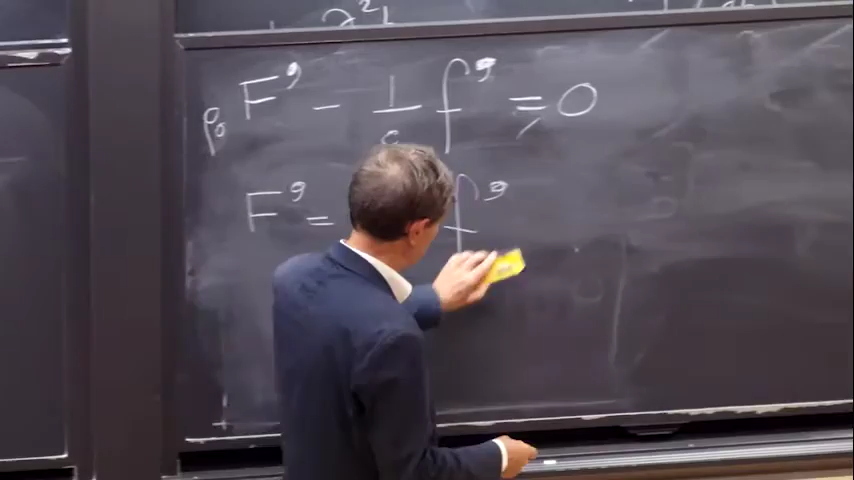 ρ₀ F^g - 1/c f^g = 0
F^g = f^g